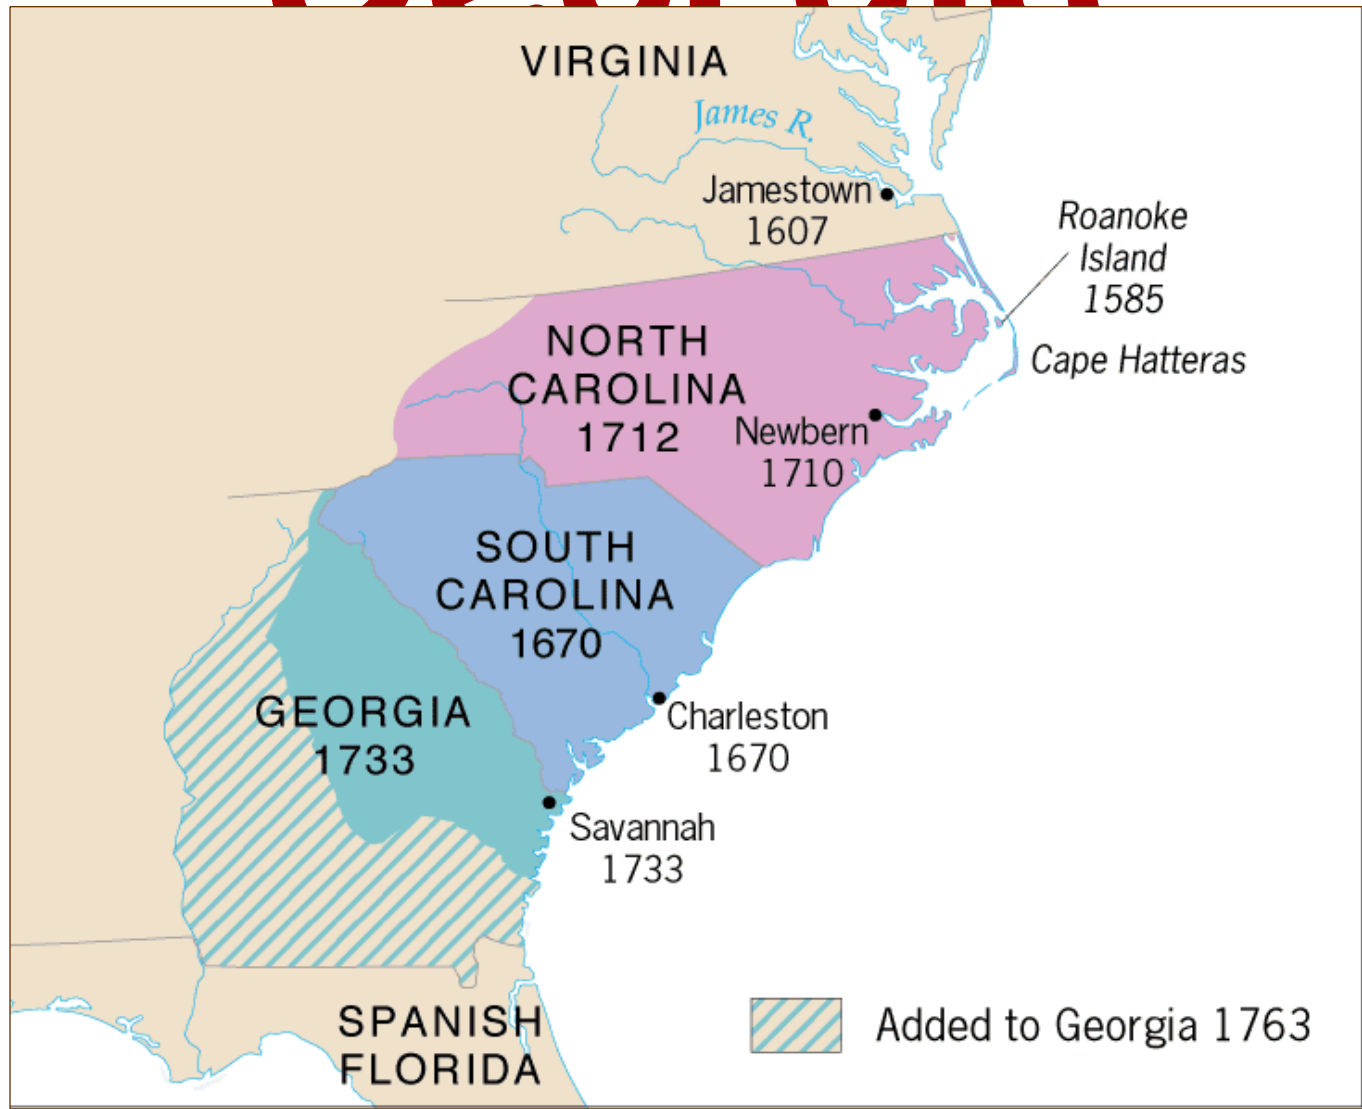 VIRGINIA
James R.
Jamestown
1607
Roanoke
Island
1585
Cape Hatteras
NORTH
CAROLINA
1712
Newbern
1710
SOUTH
CAROLINA
1670
Charleston
1670
GEORGIA
1733
Savannah
1733
SPANISH
FLORIDA
Added to Georgia 1763